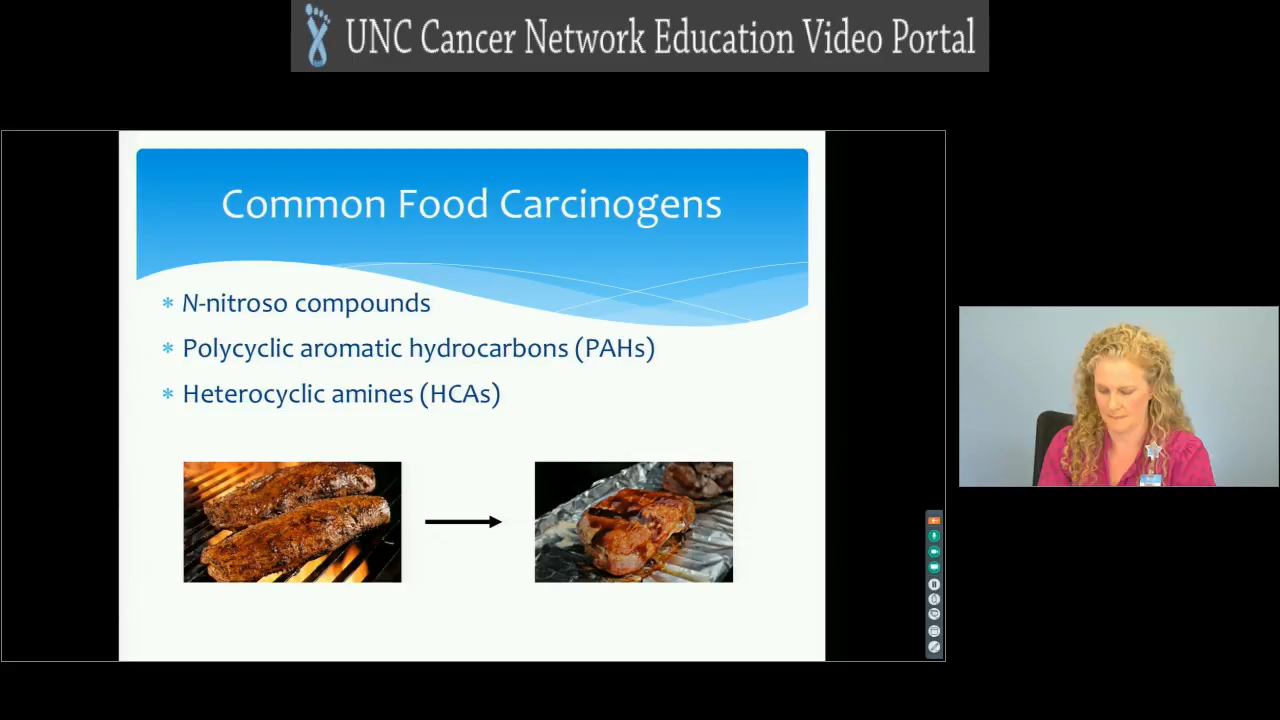 UNC Cancer Network Education Video Portal
Common Food Carcinogens
* N-nitroso compounds
* Polycyclic aromatic hydrocarbons (PAHs)
* Heterocyclic amines (HCAs)